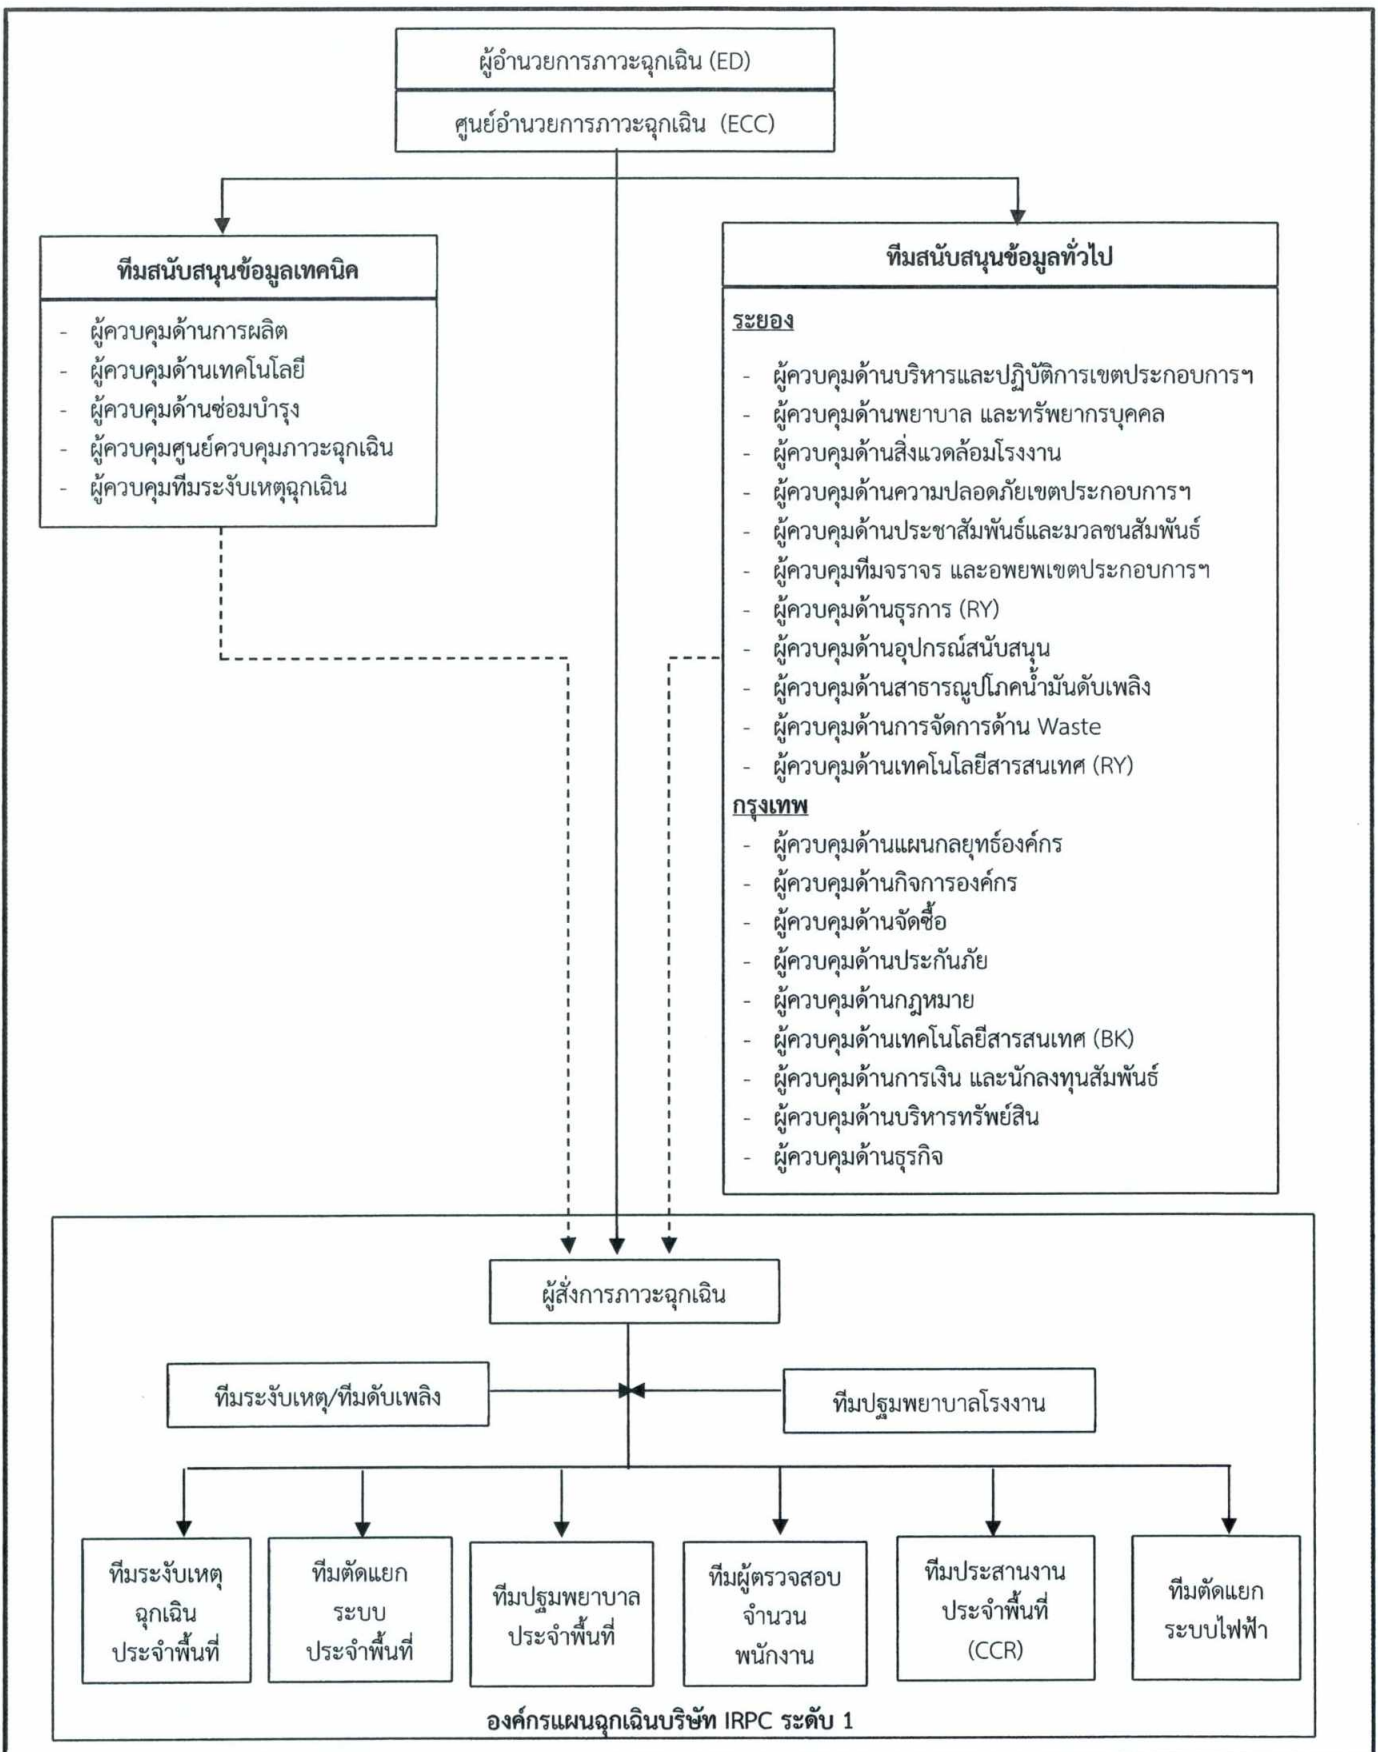 ผู้อำนวยการภาวะฉุกเฉิน (ED)
ศูนย์อำนวยการภาวะฉุกเฉิน (ECC)
ทีมสนับสนุนข้อมูลเทคนิค
- ผู้ควบคุมด้านการผลิต
- ผู้ควบคุมด้านเทคโนโลยี
- ผู้ควบคุมด้านซ่อมบำรุง
- ผู้ควบคุมศูนย์ควบคุมภาวะฉุกเฉิน
- ผู้ควบคุมทีมระงับเหตุฉุกเฉิน
ทีมสนับสนุนข้อมูลทั่วไป
ระยอง
- ผู้ควบคุมด้านบริหารและปฏิบัติการเขตประกอบการฯ
- ผู้ควบคุมด้านพยาบาล และทรัพยากรบุคคล
- ผู้ควบคุมด้านสิ่งแวดล้อมโรงงาน
- ผู้ควบคุมด้านความปลอดภัยเขตประกอบการฯ
- ผู้ควบคุมด้านประชาสัมพันธ์และมวลชนสัมพันธ์
- ผู้ควบคุมทีมจราจร และอพยพเขตประกอบการฯ
- ผู้ควบคุมด้านธุรการ (RY)
- ผู้ควบคุมด้านอุปกรณ์สนับสนุน
- ผู้ควบคุมด้านสาธารณูปโภคน้ำมันดับเพลิง
- ผู้ควบคุมด้านการจัดการด้าน Waste
- ผู้ควบคุมด้านเทคโนโลยีสารสนเทศ (RY)
กรุงเทพ
- ผู้ควบคุมด้านแผนกลยุทธ์องค์กร
- ผู้ควบคุมด้านกิจการองค์กร
- ผู้ควบคุมด้านจัดซื้อ
- ผู้ควบคุมด้านประกันภัย
- ผู้ควบคุมด้านกฎหมาย
- ผู้ควบคุมด้านเทคโนโลยีสารสนเทศ (BK)
- ผู้ควบคุมด้านการเงิน และนักลงทุนสัมพันธ์
- ผู้ควบคุมด้านบริหารทรัพย์สิน
- ผู้ควบคุมด้านธุรกิจ
ผู้สั่งการภาวะฉุกเฉิน
ทีมระงับเหตุ/ทีมดับเพลิง
ทีมปฐมพยาบาลโรงงาน
ทีมระงับเหตุ
ฉุกเฉิน
ประจำพื้นที่
ทีมตัดแยก
ระบบ
ประจำพื้นที่
ทีมปฐมพยาบาล
ประจำพื้นที่
ทีมผู้ตรวจสอบ
จำนวน
พนักงาน
ทีมประสานงาน
ประจำพื้นที่
(CCR)
ทีมตัดแยก
ระบบไฟฟ้า
องค์กรแผนฉุกเฉินบริษัท IRPC ระดับ 1